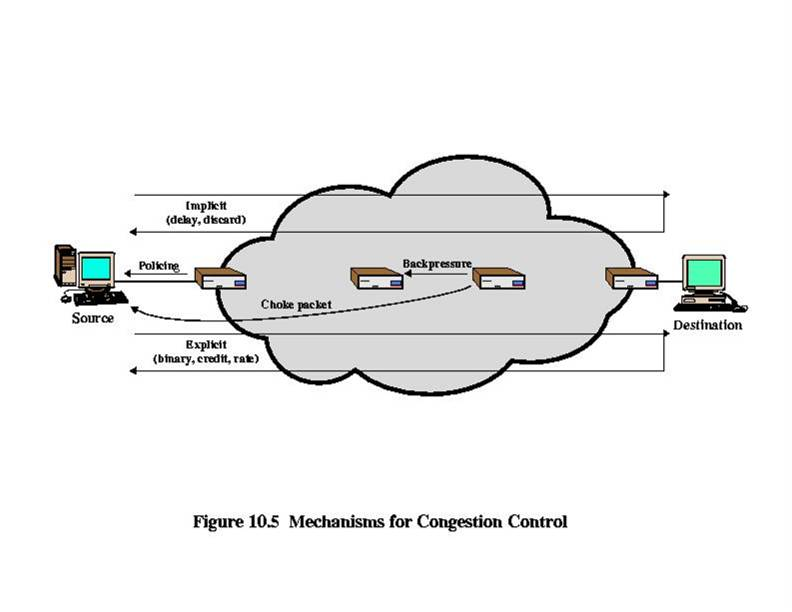 Implicit
(delay, discard)
Policing
Backpressure
Choke packet
Source
Destination
Explicit
(binary, credit, rate)
Figure 10.5 Mechanisms for Congestion Control